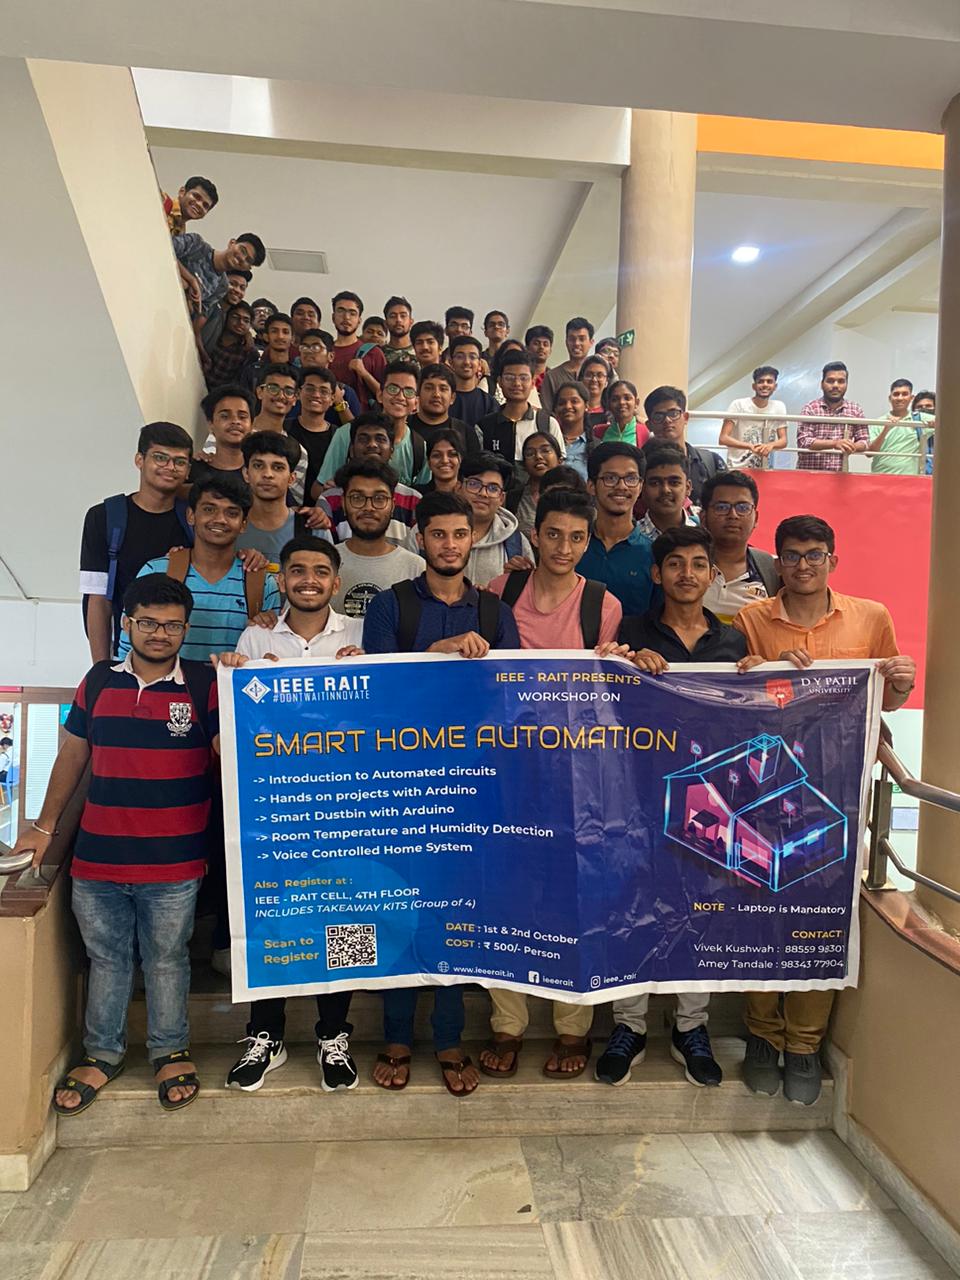 IEEE RAIT
#DONTWAITINNOVATE
IEEE - RAIT PRESENTS
WORKSHOP ON
D Y PATIL
UNIVERSITY
SMART HOME AUTOMATION
-> Introduction to Automated circuits
-> Hands on projects with Arduino
-> Smart Dustbin with Arduino
-> Room Temperature and Humidity Detection
-> Voice Controlled Home System
Also Register at :
IEEE - RAIT CELL, 4TH FLOOR
INCLUDES TAKEAWAY KITS (Group of 4)
Scan to
Register
DATE : 1st & 2nd October
COST : ₹ 500/- Person
www.ieeerait.in
ieeerait
ieee_rait
NOTE - Laptop is Mandatory
CONTACT
Vivek Kushwah : 88559 98301
Amey Tandale : 98343 77904